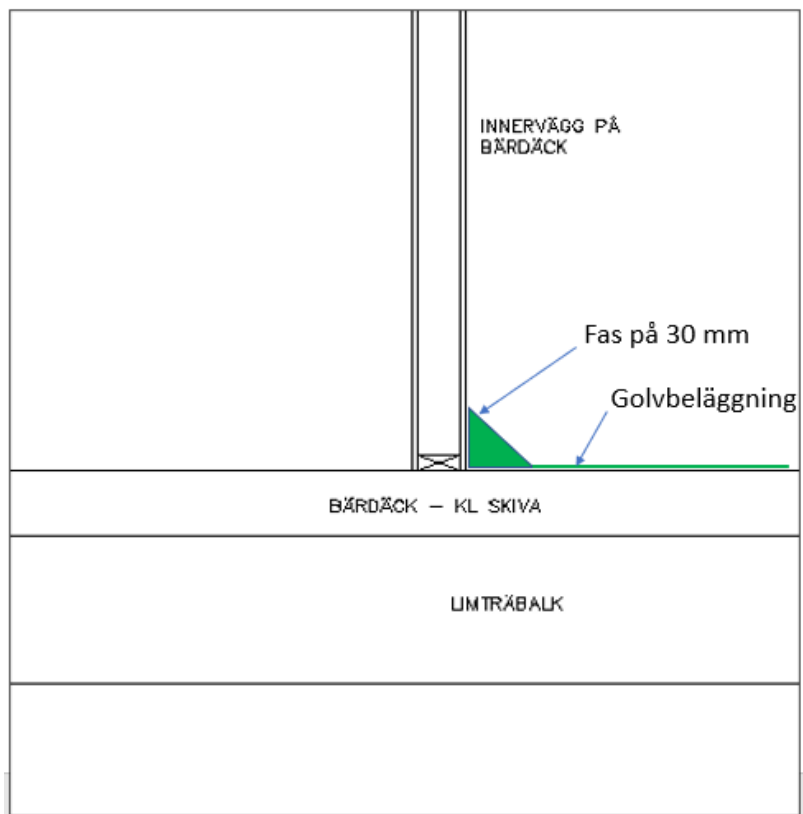 INNERVÄGG PÅ
BÄRDÄCK
Fas på 30 mm
Golvbeläggning
BÄRDÄCK – KL SKIVA
LIMTRÄBALK